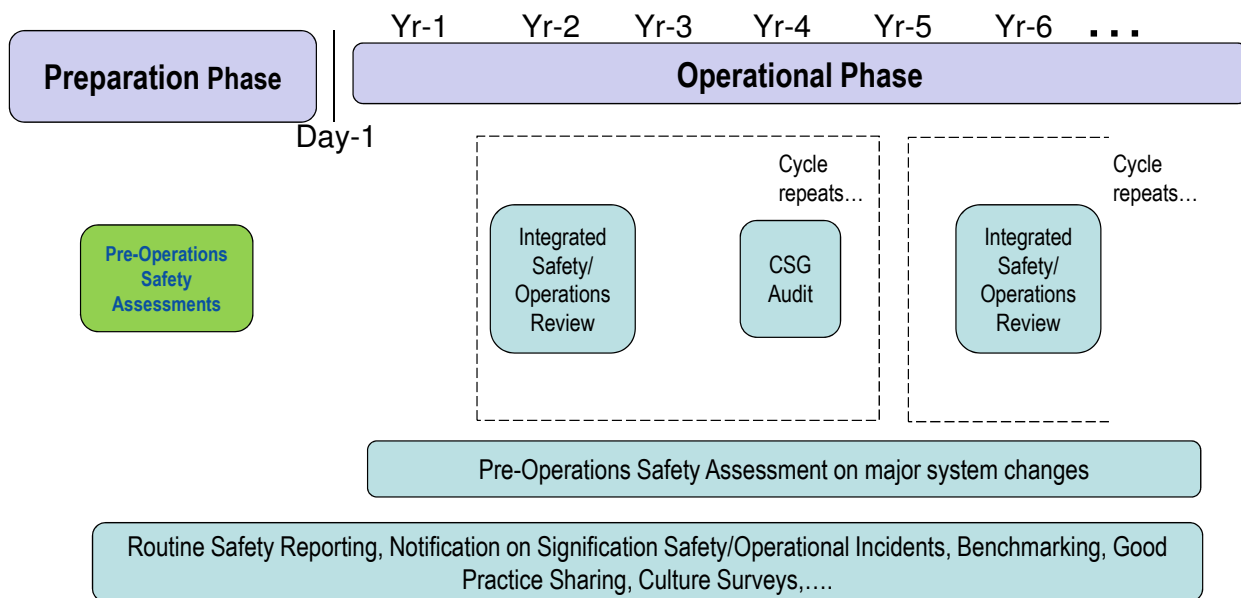 Yr-1 Yr-2 Yr-3 Yr-4 Yr-5 Yr-6 ...
Preparation Phase
Operational Phase
Day-1
Pre-Operations
Safety
Assessments
Integrated
Safety/
Operations
Review
Cycle
repeats…
CSG
Audit
Integrated
Safety/
Operations
Review
Cycle
repeats…
Pre-Operations Safety Assessment on major system changes
Routine Safety Reporting, Notification on Signification Safety/Operational Incidents, Benchmarking, Good
Practice Sharing, Culture Surveys,….